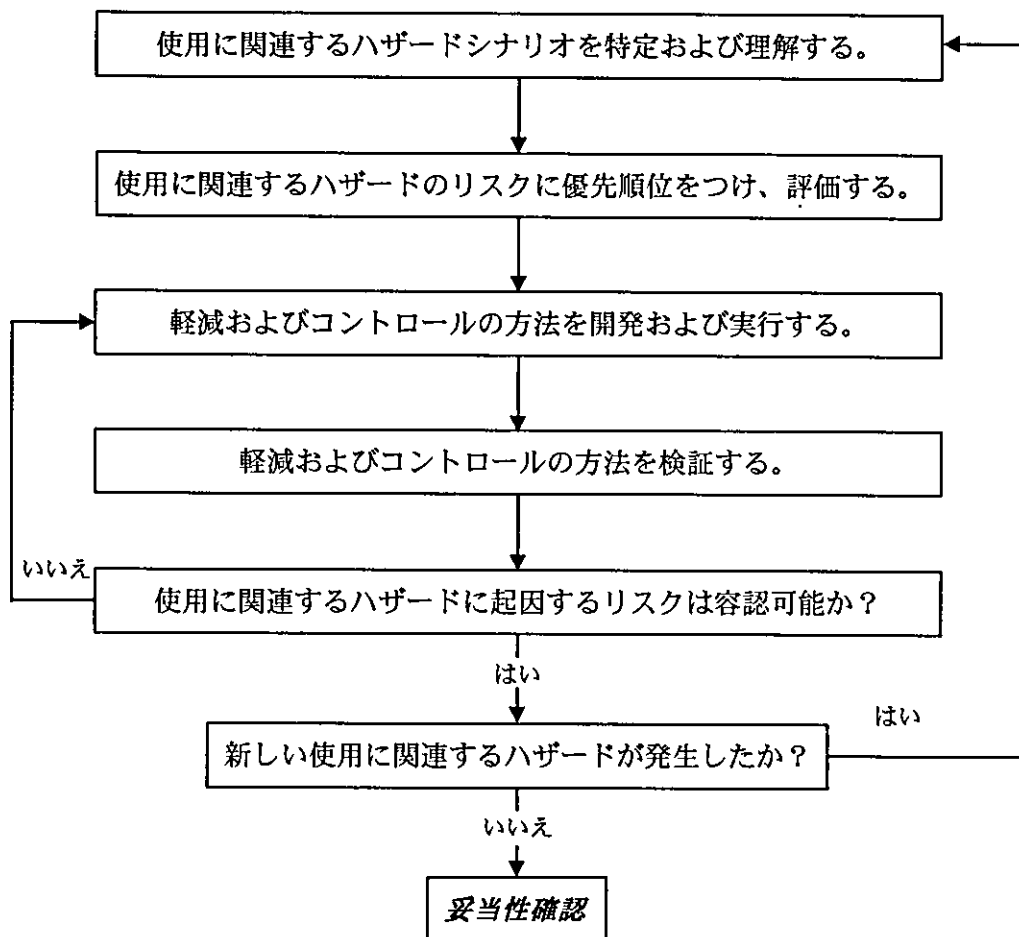 使用に関連するハザードシナリオを特定および理解する。
使用に関連するハザードのリスクに優先順位をつけ、評価する。
軽減およびコントロールの方法を開発および実行する。
軽減およびコントロールの方法を検証する。
いいえ
使用に関連するハザードに起因するリスクは容認可能か？
はい
はい
新しい使用に関連するハザードが発生したか？
いいえ
妥当性確認